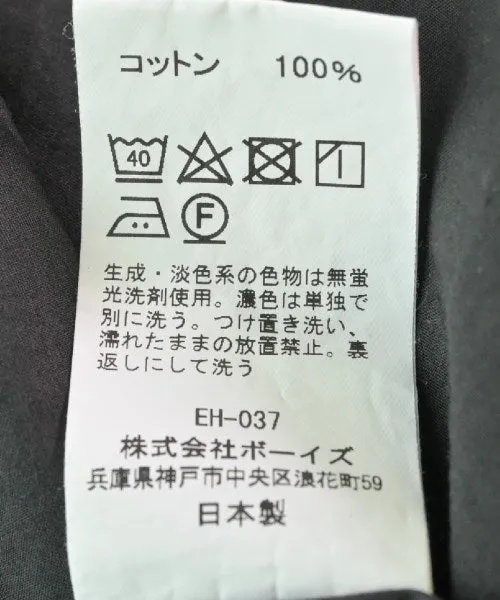 コットン 100%
40
F
生成・淡色系の色物は無蛍
光洗剤使用。濃色は単独で
別に洗う。つけ置き洗い、
濡れたままの放置禁止。裏
返しにして洗う
EH-037
株式会社ボーイズ
兵庫県神戸市中央区浪花町59
日本製